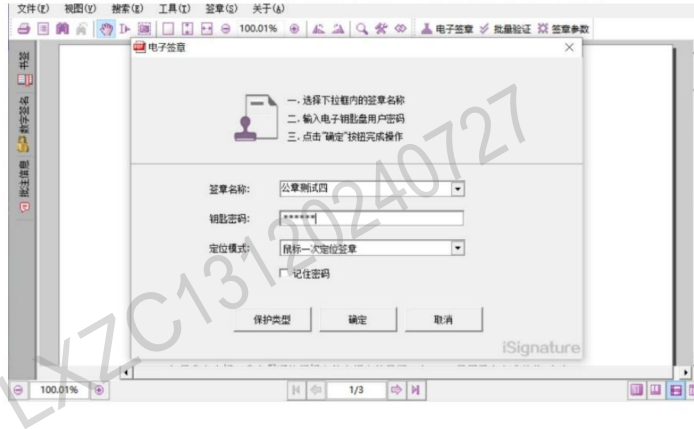 文件(F) 视图(V) 搜索(E) 工具(T) 签章(S) 关于(A)
100.01% 电子签章 批量验证 签章参数
电子签章
书签
数字签名
批注信息
一. 选择下拉框内的签章名称
二. 输入电子钥匙盘用户密码
三. 点击"确定"按钮完成操作
签章名称: 公章测试四
钥匙密码: ******
定位模式: 鼠标一次定位签章
记住密码
保护类型 确定 取消
iSignature
100.01% 1/3
LXZC13120240727